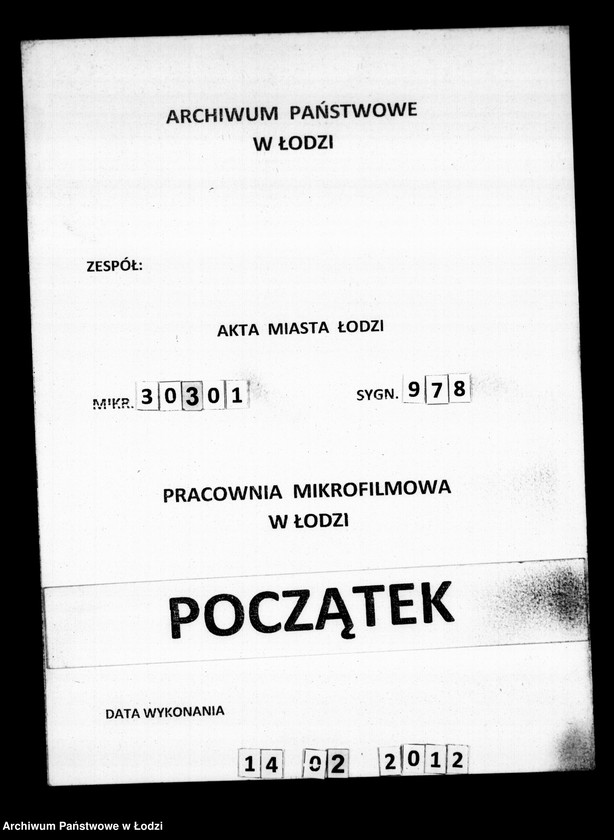 ARCHIWUM PAŃSTWOWE
W ŁODZI
ZESPÓŁ:
AKTA MIASTA ŁODZI
MIKR. 30301 SYGN. 978
PRACOWNIA MIKROFILMOWA
W ŁODZI
POCZĄTEK
DATA WYKONANIA
14 02 2012
Archiwum Państwowe w Łodzi